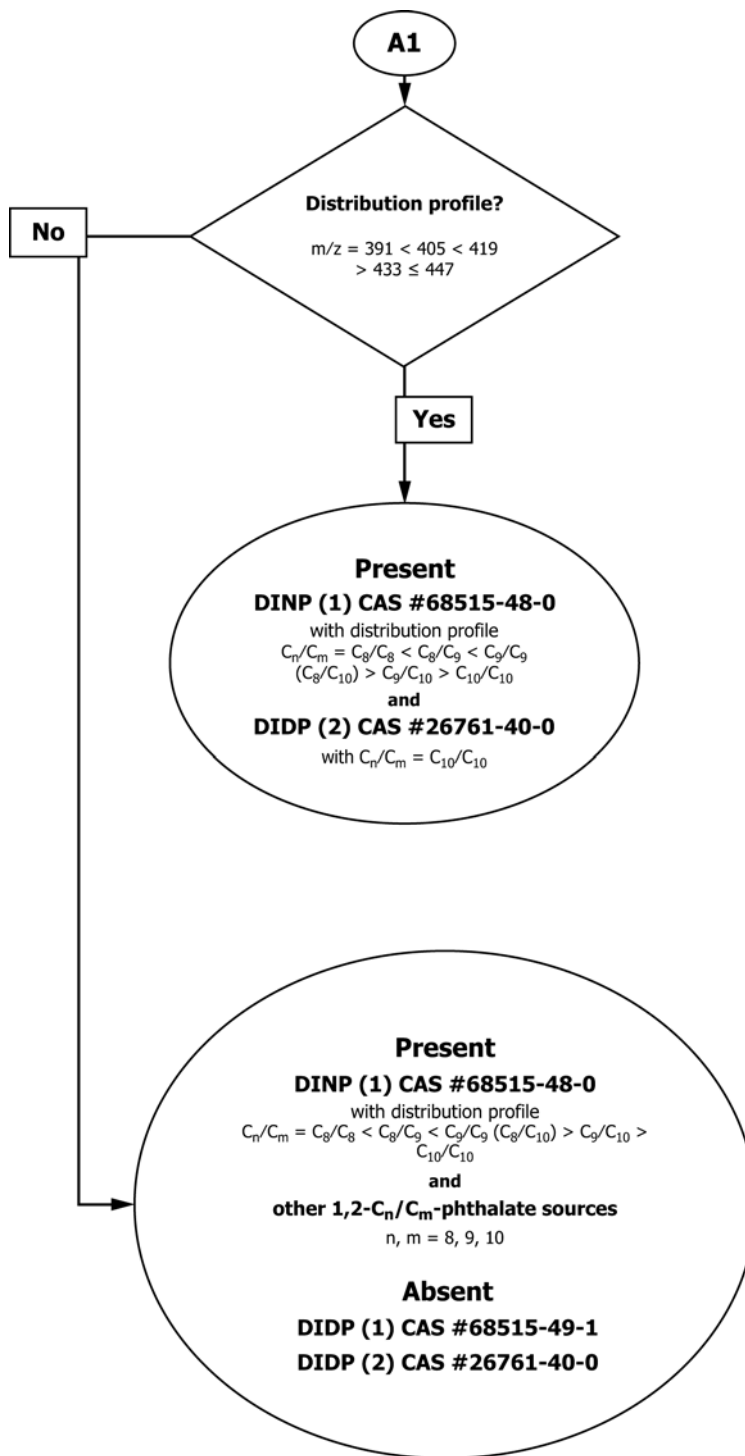 A1
Distribution profile?
m/z = 391 < 405 < 419
> 433 ≤ 447
No
Yes
Present
DINP (1) CAS #68515-48-0
with distribution profile
Cₙ/Cₘ = C₈/C₈ < C₈/C₉ < C₉/C₉
(C₈/C₁₀) > C₉/C₁₀ > C₁₀/C₁₀
and
DIDP (2) CAS #26761-40-0
with Cₙ/Cₘ = C₁₀/C₁₀
Present
DINP (1) CAS #68515-48-0
with distribution profile
Cₙ/Cₘ = C₈/C₈ < C₈/C₉ < C₉/C₉ (C₈/C₁₀) > C₉/C₁₀ >
C₁₀/C₁₀
and
other 1,2-Cₙ/Cₘ-phthalate sources
n, m = 8, 9, 10
Absent
DIDP (1) CAS #68515-49-1
DIDP (2) CAS #26761-40-0